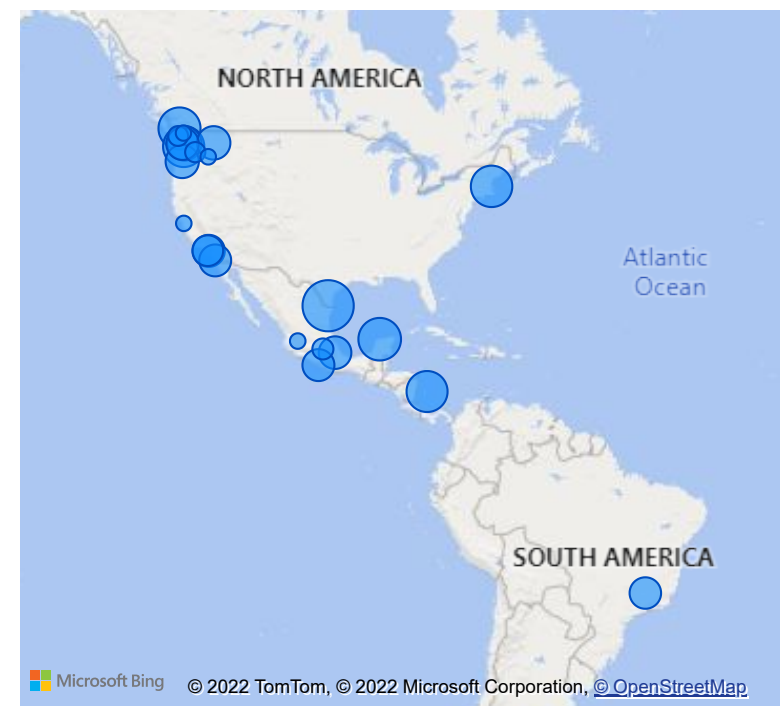 NORTH AMERICA
Atlantic
Ocean
SOUTH AMERICA
Microsoft Bing
© 2022 TomTom, © 2022 Microsoft Corporation, © OpenStreetMap